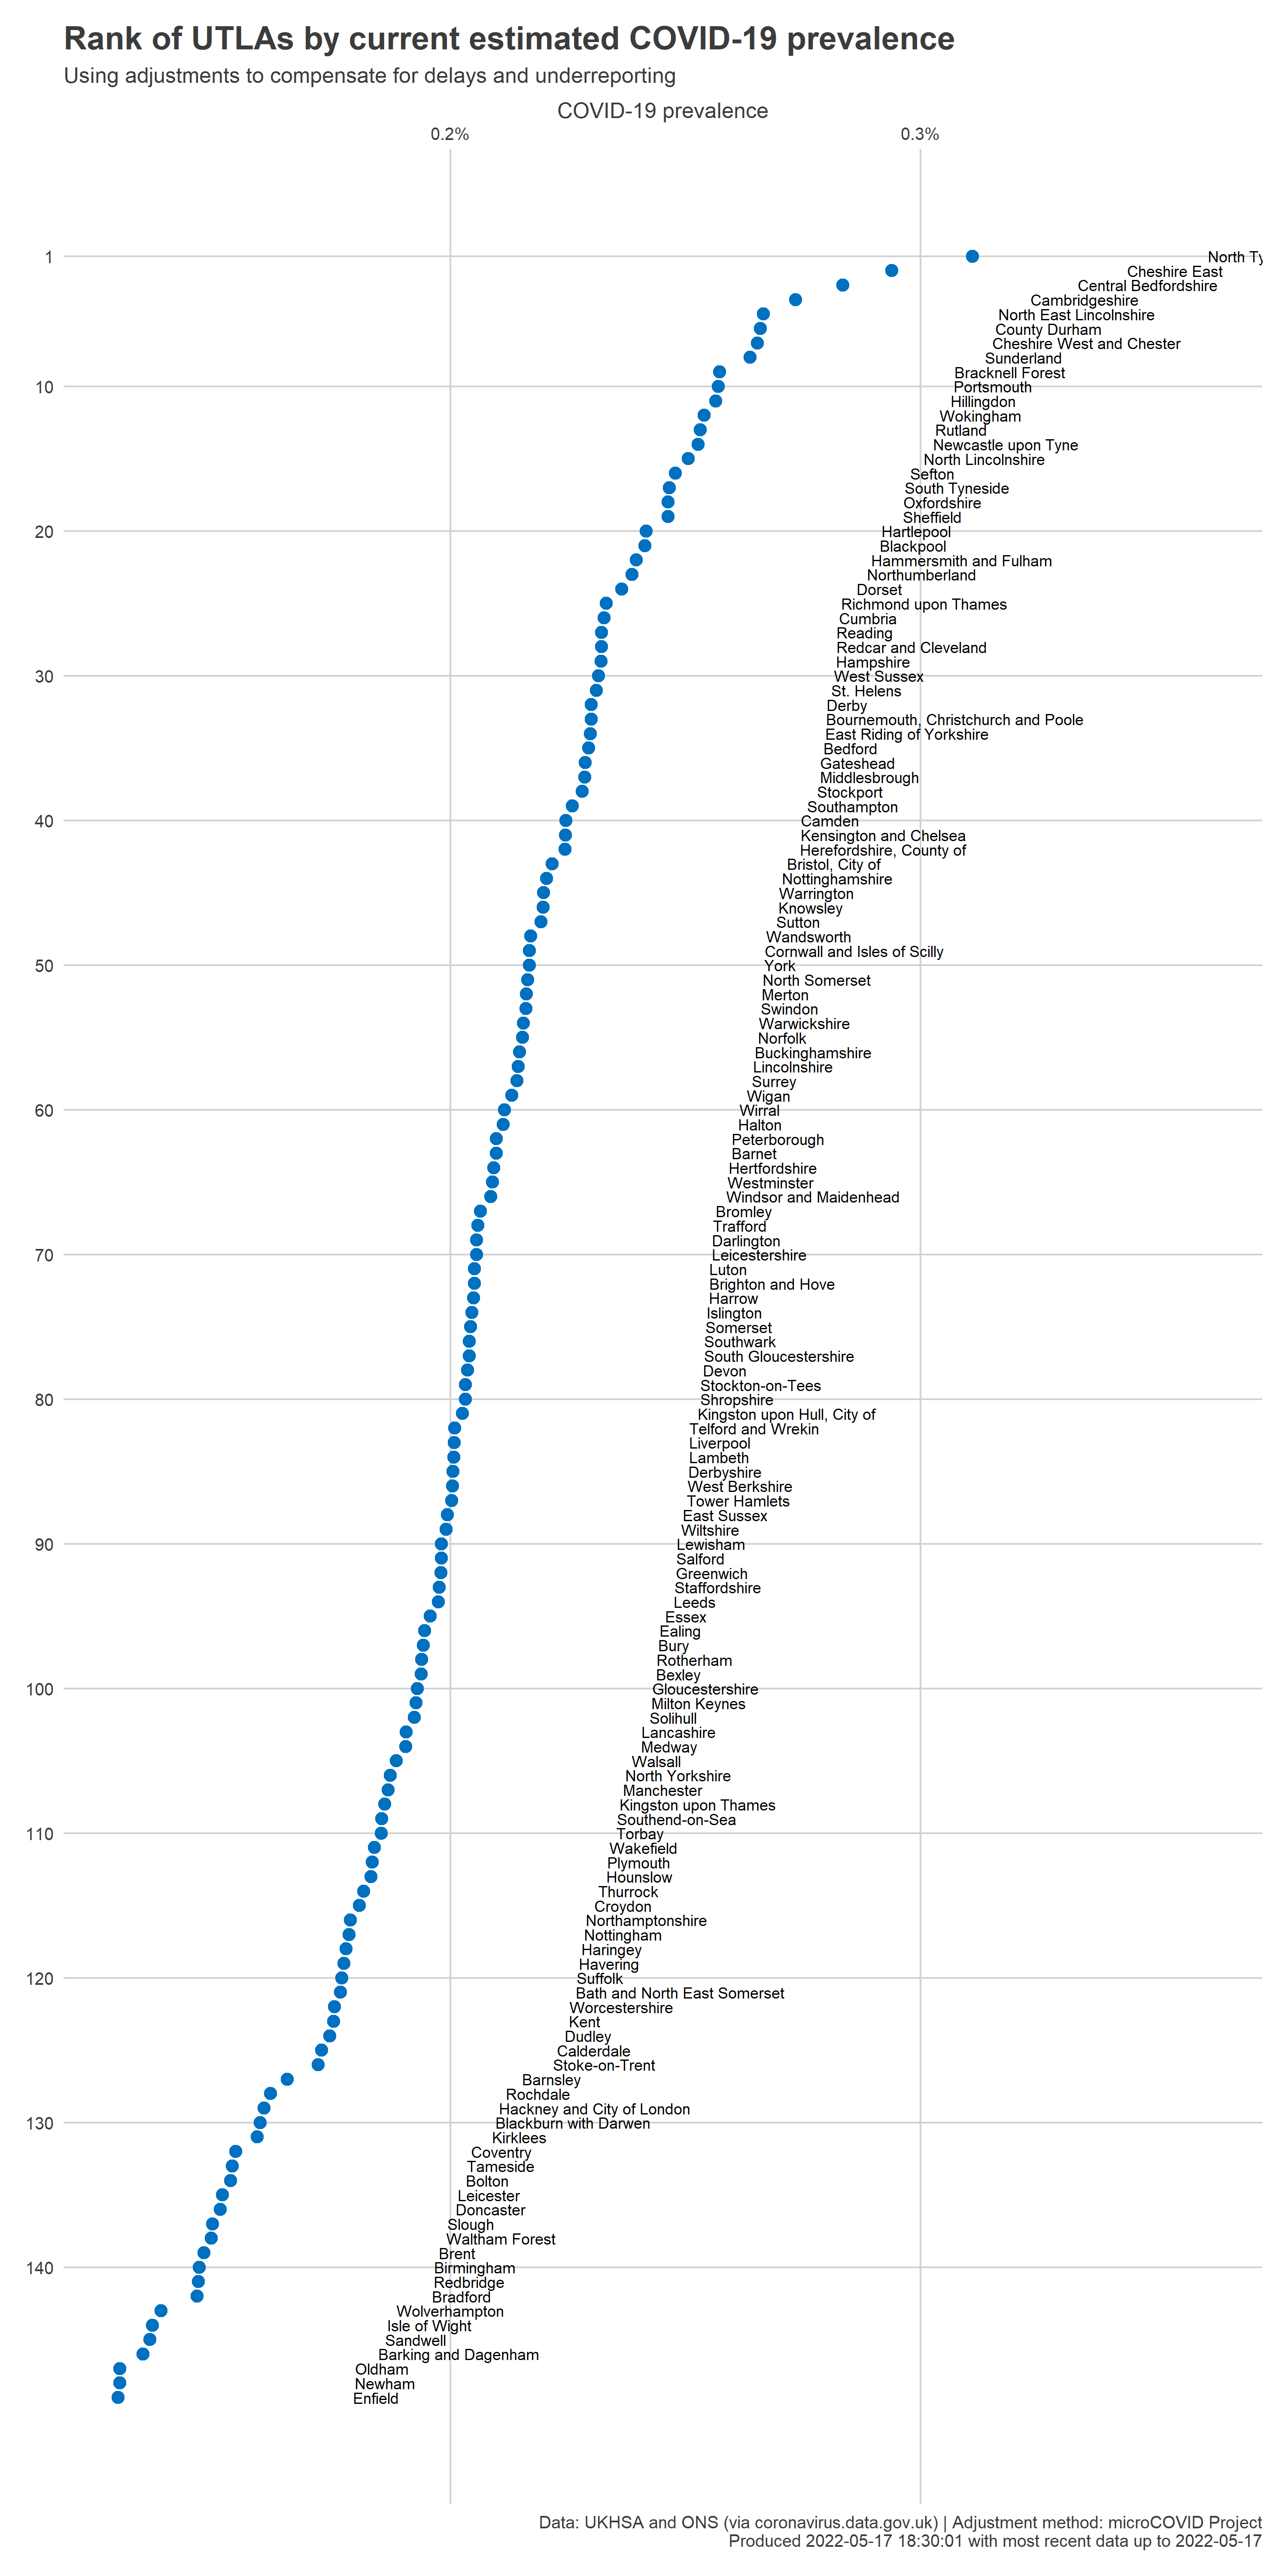 Rank of UTLAs by current estimated COVID-19 prevalence
Using adjustments to compensate for delays and underreporting
COVID-19 prevalence
0.2% 0.3%
1 North Ty
Cheshire East
Central Bedfordshire
Cambridgeshire
North East Lincolnshire
County Durham
Cheshire West and Chester
Sunderland
Bracknell Forest
10 Portsmouth
Hillingdon
Wokingham
Rutland
Newcastle upon Tyne
North Lincolnshire
Sefton
South Tyneside
Oxfordshire
Sheffield
20 Hartlepool
Blackpool
Hammersmith and Fulham
Northumberland
Dorset
Richmond upon Thames
Cumbria
Reading
Redcar and Cleveland
Hampshire
30 West Sussex
St. Helens
Derby
Bournemouth, Christchurch and Poole
East Riding of Yorkshire
Bedford
Gateshead
Middlesbrough
Stockport
Southampton
40 Camden
Kensington and Chelsea
Herefordshire, County of
Bristol, City of
Nottinghamshire
Warrington
Knowsley
Sutton
Wandsworth
Cornwall and Isles of Scilly
50 York
North Somerset
Merton
Swindon
Warwickshire
Norfolk
Buckinghamshire
Lincolnshire
Surrey
Wigan
60 Wirral
Halton
Peterborough
Barnet
Hertfordshire
Westminster
Windsor and Maidenhead
Bromley
Trafford
Darlington
70 Leicestershire
Luton
Brighton and Hove
Harrow
Islington
Somerset
Southwark
South Gloucestershire
Devon
Stockton-on-Tees
80 Shropshire
Kingston upon Hull, City of
Telford and Wrekin
Liverpool
Lambeth
Derbyshire
West Berkshire
Tower Hamlets
East Sussex
Wiltshire
90 Lewisham
Salford
Greenwich
Staffordshire
Leeds
Essex
Ealing
Bury
Rotherham
Bexley
100 Gloucestershire
Milton Keynes
Solihull
Lancashire
Medway
Walsall
North Yorkshire
Manchester
Kingston upon Thames
Southend-on-Sea
110 Torbay
Wakefield
Plymouth
Hounslow
Thurrock
Croydon
Northamptonshire
Nottingham
Haringey
Havering
120 Suffolk
Bath and North East Somerset
Worcestershire
Kent
Dudley
Calderdale
Stoke-on-Trent
Barnsley
Rochdale
Hackney and City of London
130 Blackburn with Darwen
Kirklees
Coventry
Tameside
Bolton
Leicester
Doncaster
Slough
Waltham Forest
Brent
140 Birmingham
Redbridge
Bradford
Wolverhampton
Isle of Wight
Sandwell
Barking and Dagenham
Oldham
Newham
Enfield
Data: UKHSA and ONS (via coronavirus.data.gov.uk) | Adjustment method: microCOVID Project
Produced 2022-05-17 18:30:01 with most recent data up to 2022-05-17